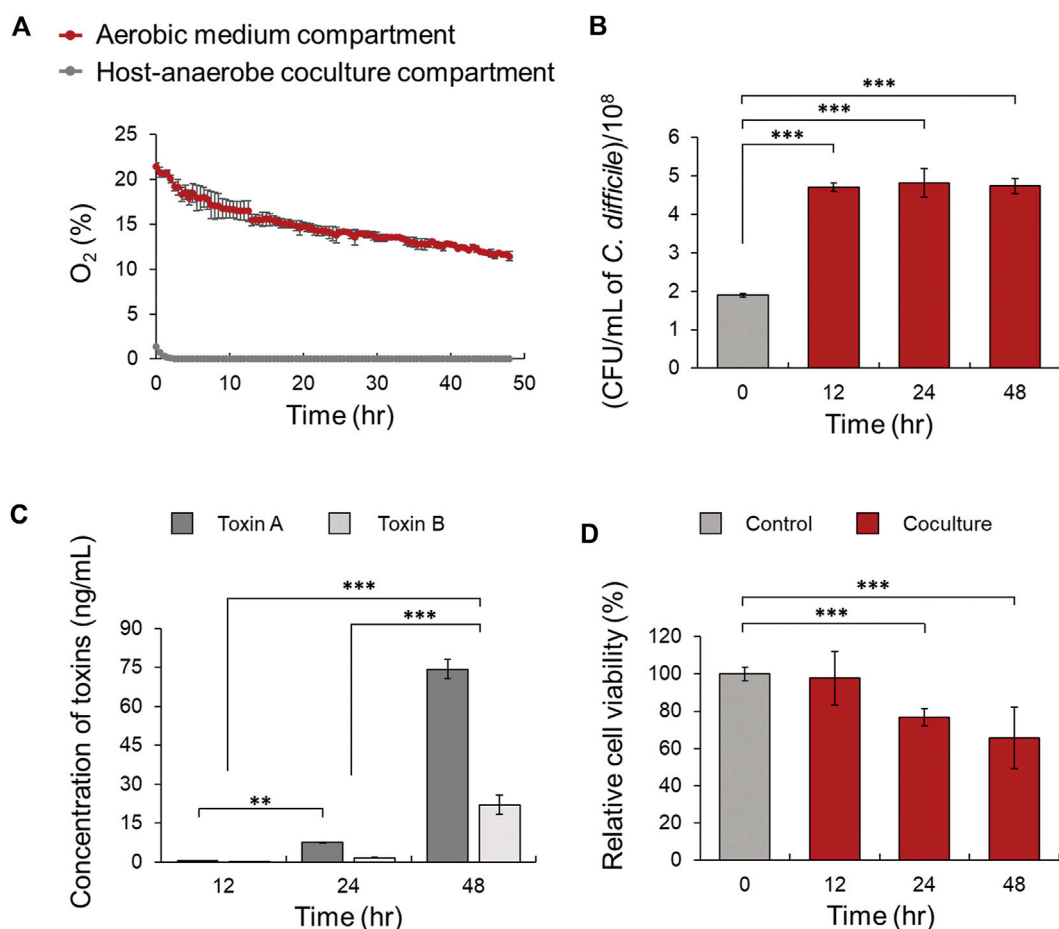 A
Aerobic medium compartment
Host-anaerobe coculture compartment
O2 (%)
25
20
15
10
5
0
0 10 20 30 40 50
Time (hr)
B
***
***
***
(CFU/mL of C. difficile)/10^8
6
5
4
3
2
1
0
0 12 24 48
Time (hr)
C
Toxin A Toxin B
***
***
**
Concentration of toxins (ng/mL)
90
75
60
45
30
15
0
12 24 48
Time (hr)
D
Control Coculture
***
***
Relative cell viability (%)
120
100
80
60
40
20
0
0 12 24 48
Time (hr)